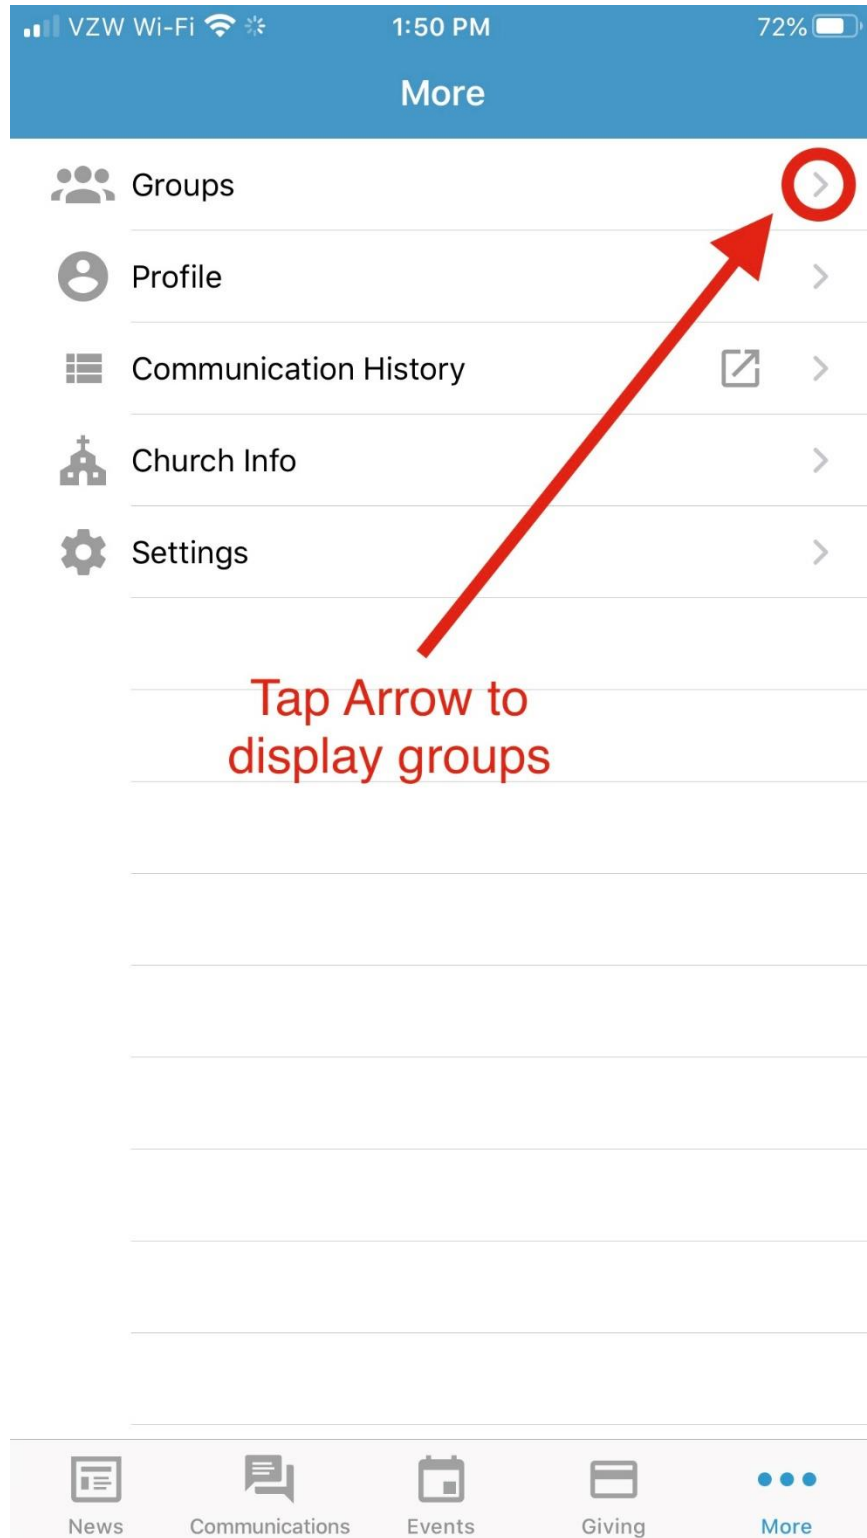 VZW Wi-Fi 1:50 PM 72%
More
Groups
Profile
Communication History
Church Info
Settings
Tap Arrow to
display groups
News Communications Events Giving More